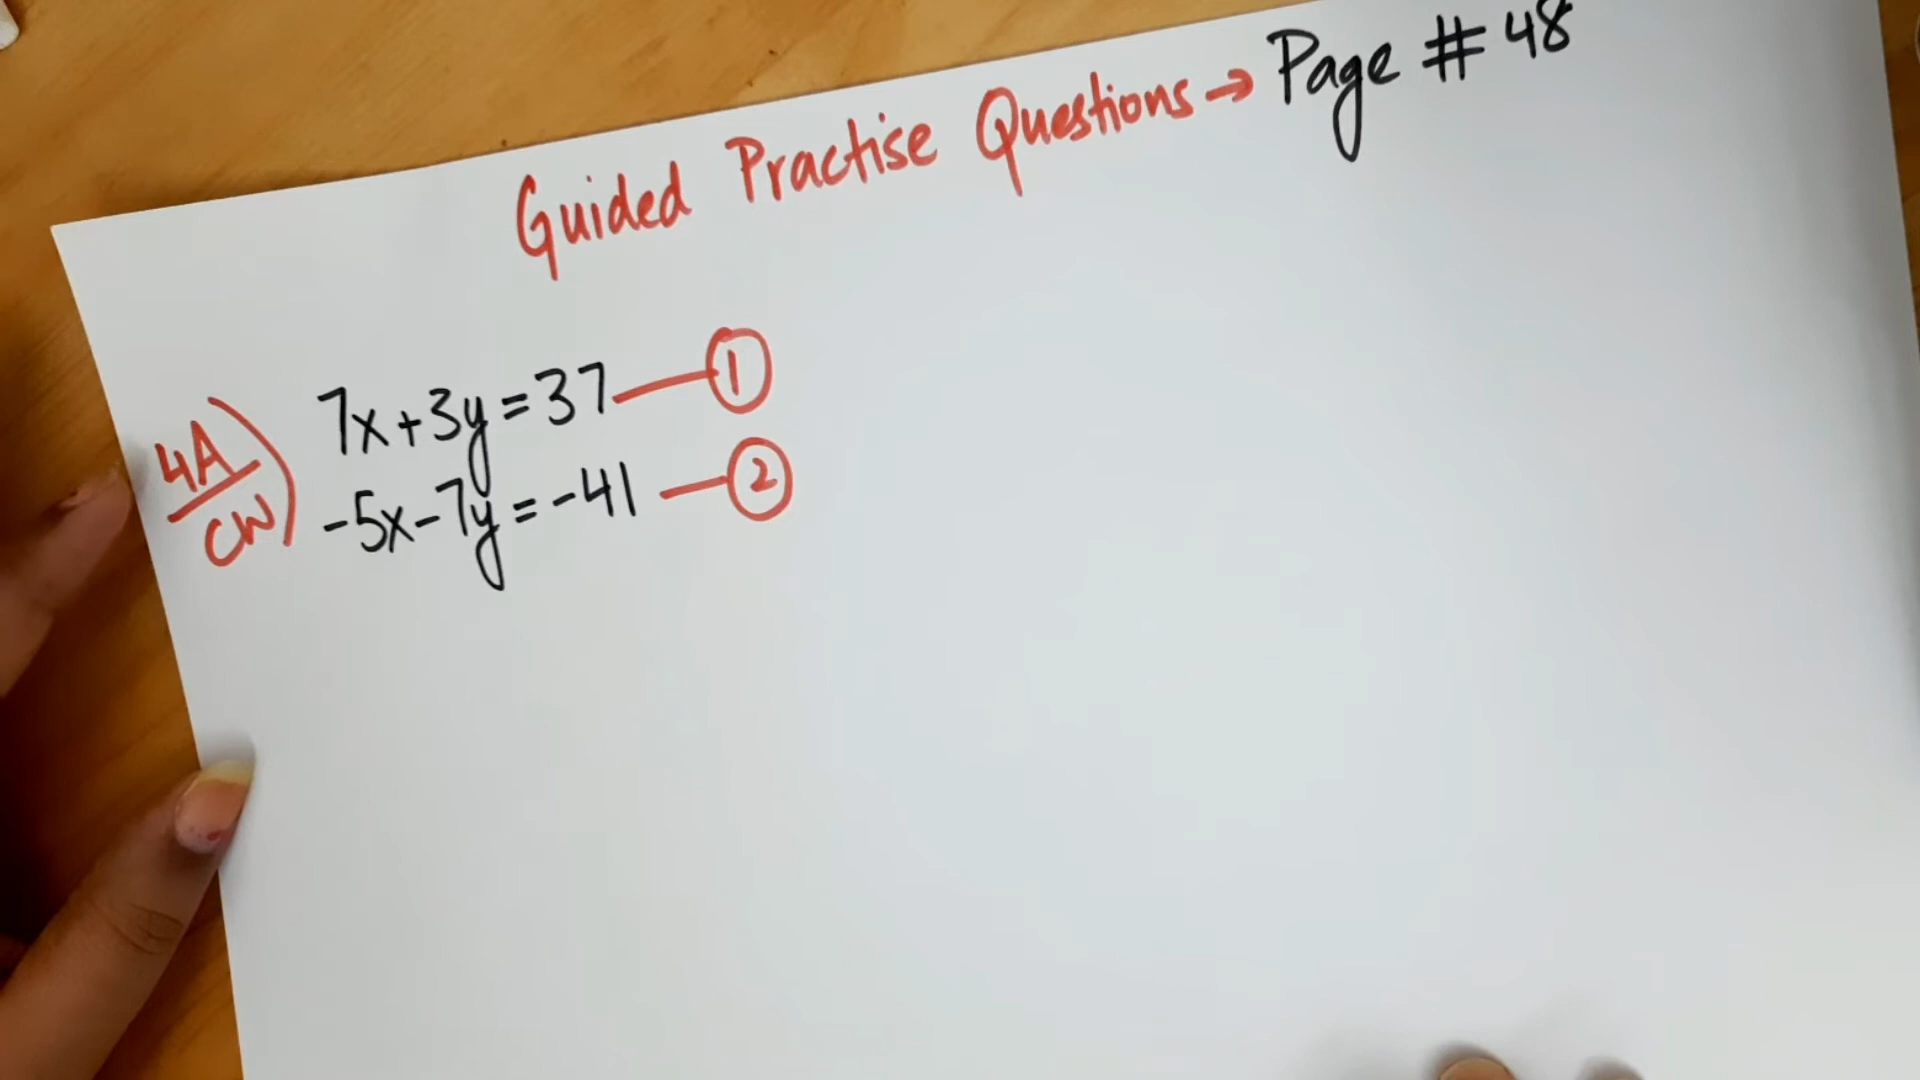 Guided Practise Questions → Page # 48
4A/CW) 7x+3y=37 — ①
-5x-7y=-41 — ②